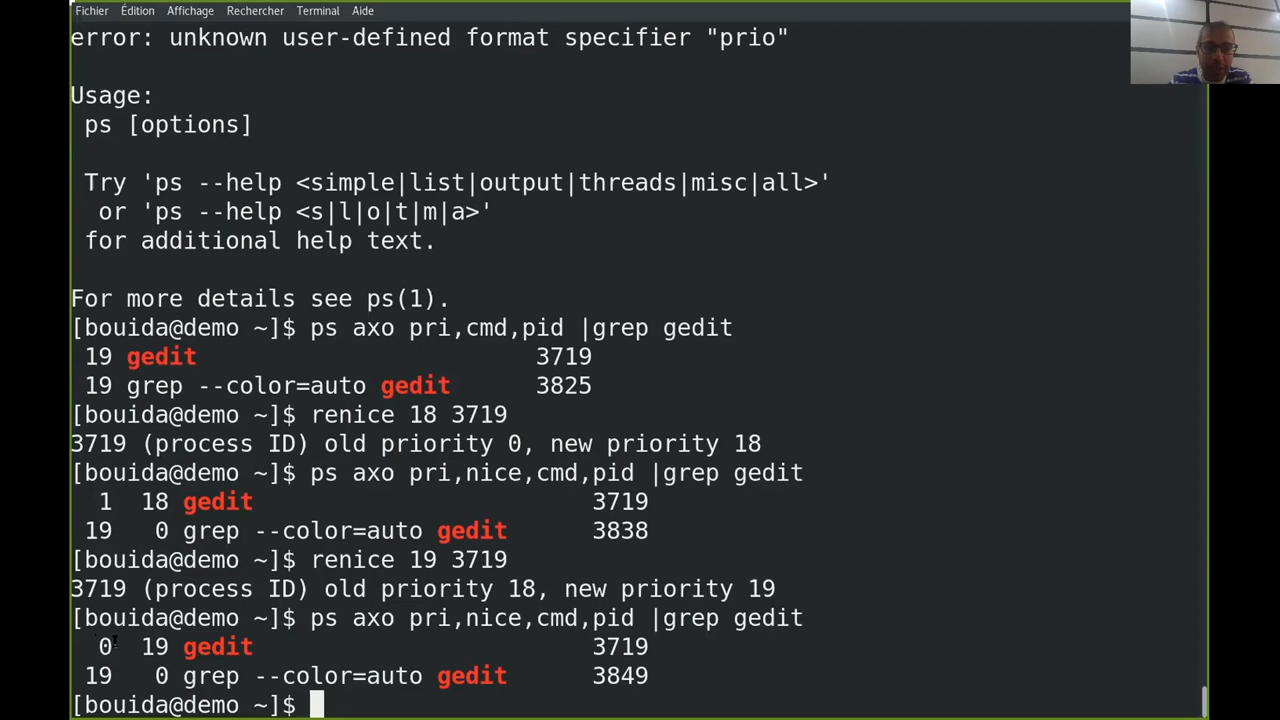 Fichier Édition Affichage Rechercher Terminal Aide
error: unknown user-defined format specifier "prio"
Usage:
ps [options]
Try 'ps --help <simple|list|output|threads|misc|all>'
or 'ps --help <s|l|o|t|m|a>'
for additional help text.
For more details see ps(1).
[bouida@demo ~]$ ps axo pri,cmd,pid |grep gedit
19 gedit 3719
19 grep --color=auto gedit 3825
[bouida@demo ~]$ renice 18 3719
3719 (process ID) old priority 0, new priority 18
[bouida@demo ~]$ ps axo pri,nice,cmd,pid |grep gedit
1 18 gedit 3719
19 0 grep --color=auto gedit 3838
[bouida@demo ~]$ renice 19 3719
3719 (process ID) old priority 18, new priority 19
[bouida@demo ~]$ ps axo pri,nice,cmd,pid |grep gedit
0 19 gedit 3719
19 0 grep --color=auto gedit 3849
[bouida@demo ~]$